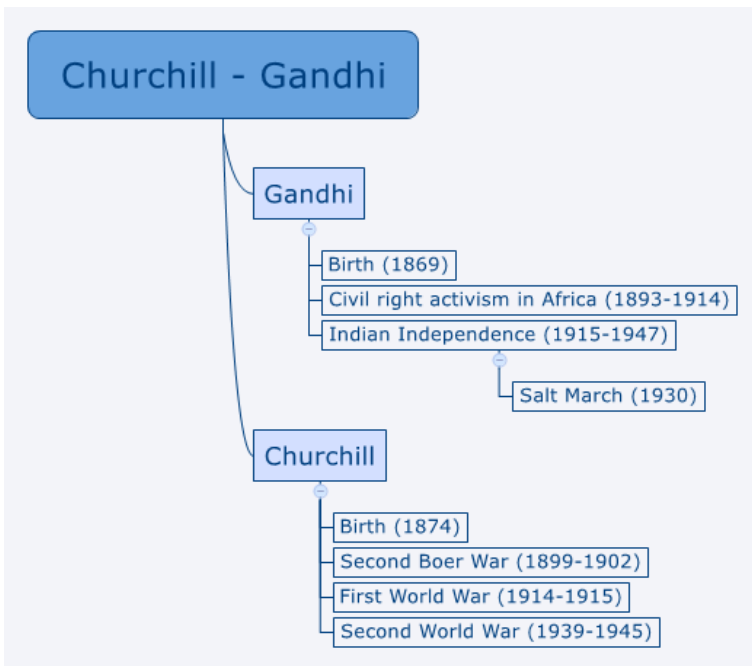 Churchill - Gandhi
Gandhi
Birth (1869)
Civil right activism in Africa (1893-1914)
Indian Independence (1915-1947)
Salt March (1930)
Churchill
Birth (1874)
Second Boer War (1899-1902)
First World War (1914-1915)
Second World War (1939-1945)